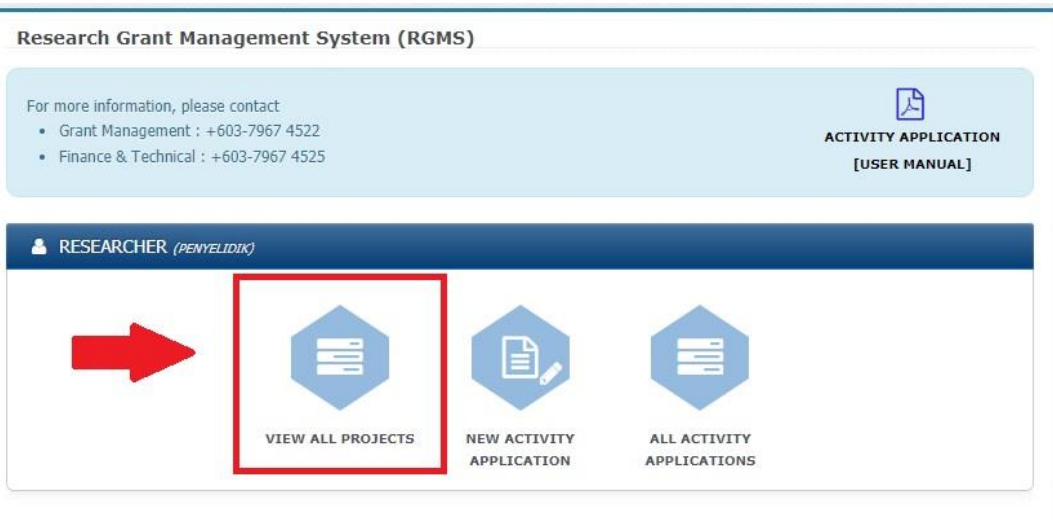 Research Grant Management System (RGMS)
For more information, please contact
• Grant Management : +603-7967 4522
• Finance & Technical : +603-7967 4525
ACTIVITY APPLICATION
[USER MANUAL]
RESEARCHER (PENYELIDIK)
VIEW ALL PROJECTS
NEW ACTIVITY
APPLICATION
ALL ACTIVITY
APPLICATIONS